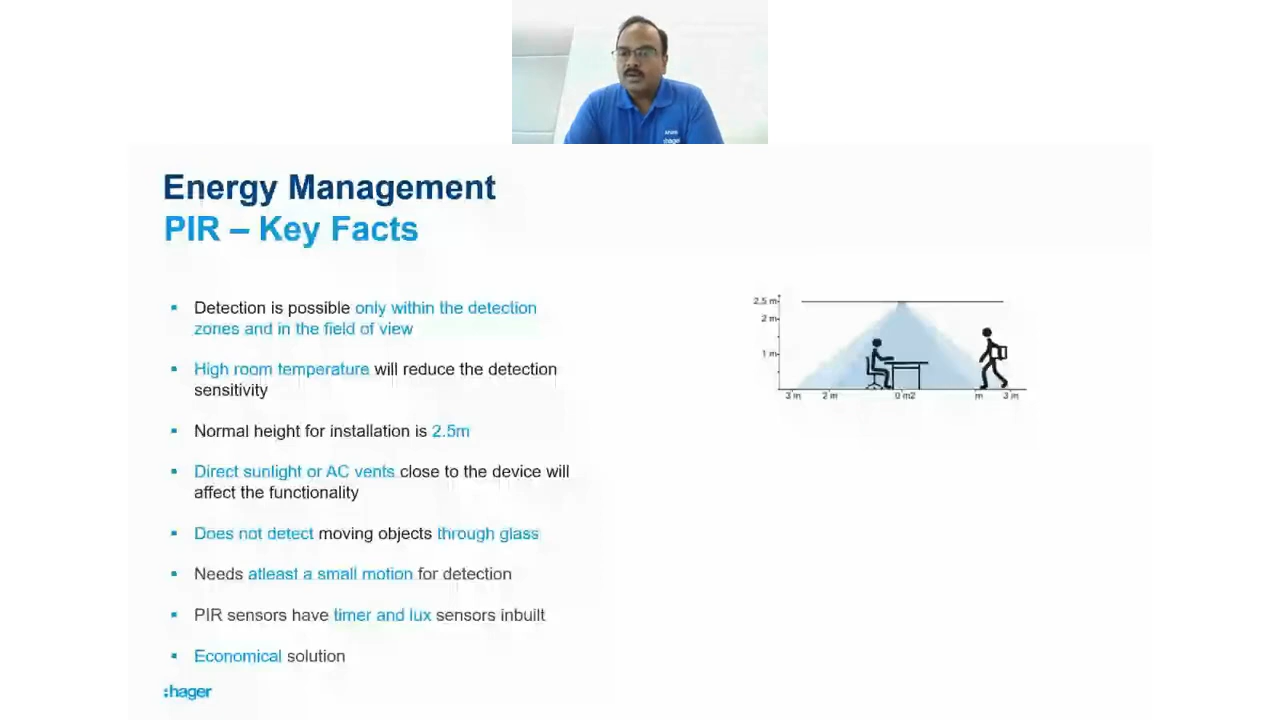 :hager
Energy Management
PIR – Key Facts
Detection is possible only within the detection
zones and in the field of view
High room temperature will reduce the detection
sensitivity
Normal height for installation is 2.5m
Direct sunlight or AC vents close to the device will
affect the functionality
Does not detect moving objects through glass
Needs atleast a small motion for detection
PIR sensors have timer and lux sensors inbuilt
Economical solution
:hager
2,5 m
2 m
1 m
3 m 2 m 0 m2 m 3 m